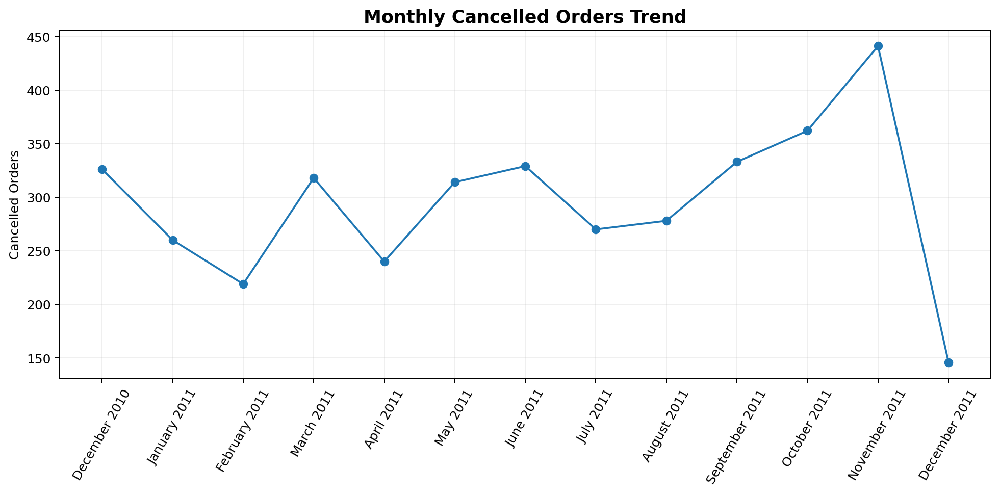 Monthly Cancelled Orders Trend
Cancelled Orders
450
400
350
300
250
200
150
December 2010
January 2011
February 2011
March 2011
April 2011
May 2011
June 2011
July 2011
August 2011
September 2011
October 2011
November 2011
December 2011